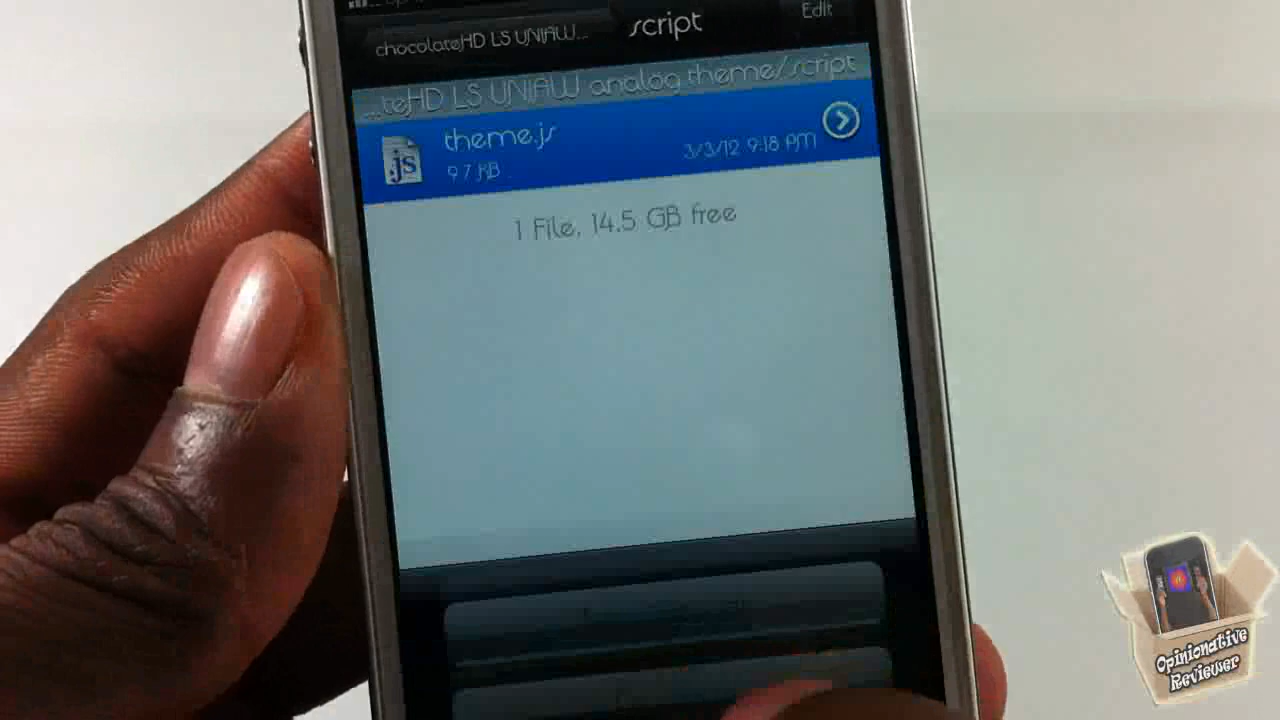 script
Edit
chocolateHD LS UNIAW...
...teHD LS UNIAW analog theme/script
theme.js
.js
9.7 KB
3/3/12 9:18 PM
1 File, 14.5 GB free
Opinionative
Reviewer